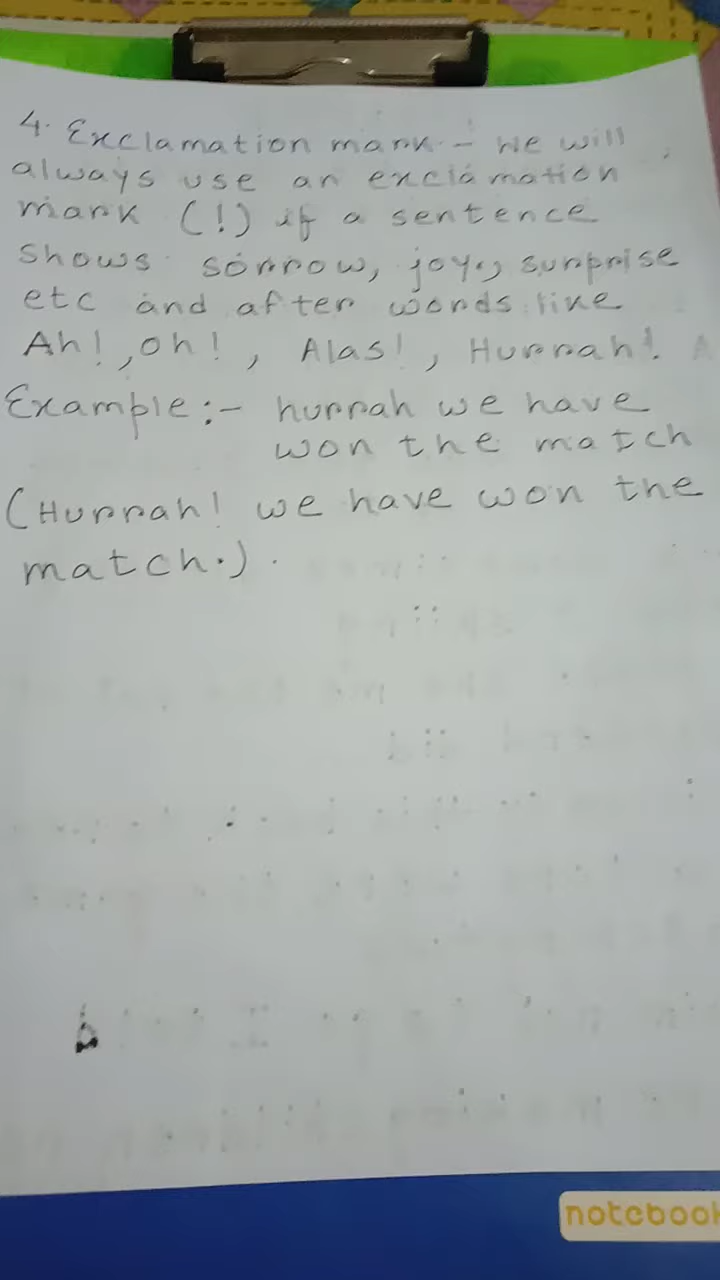 4. Exclamation mark - we will
always use an exclamation
mark (!) if a sentence
shows sorrow, joy, surprise
etc and after words like
Ah!, Oh!, Alas!, Hurrah!.
Example:- hurrah we have
won the match
(Hurrah! we have won the
match.).
notebook